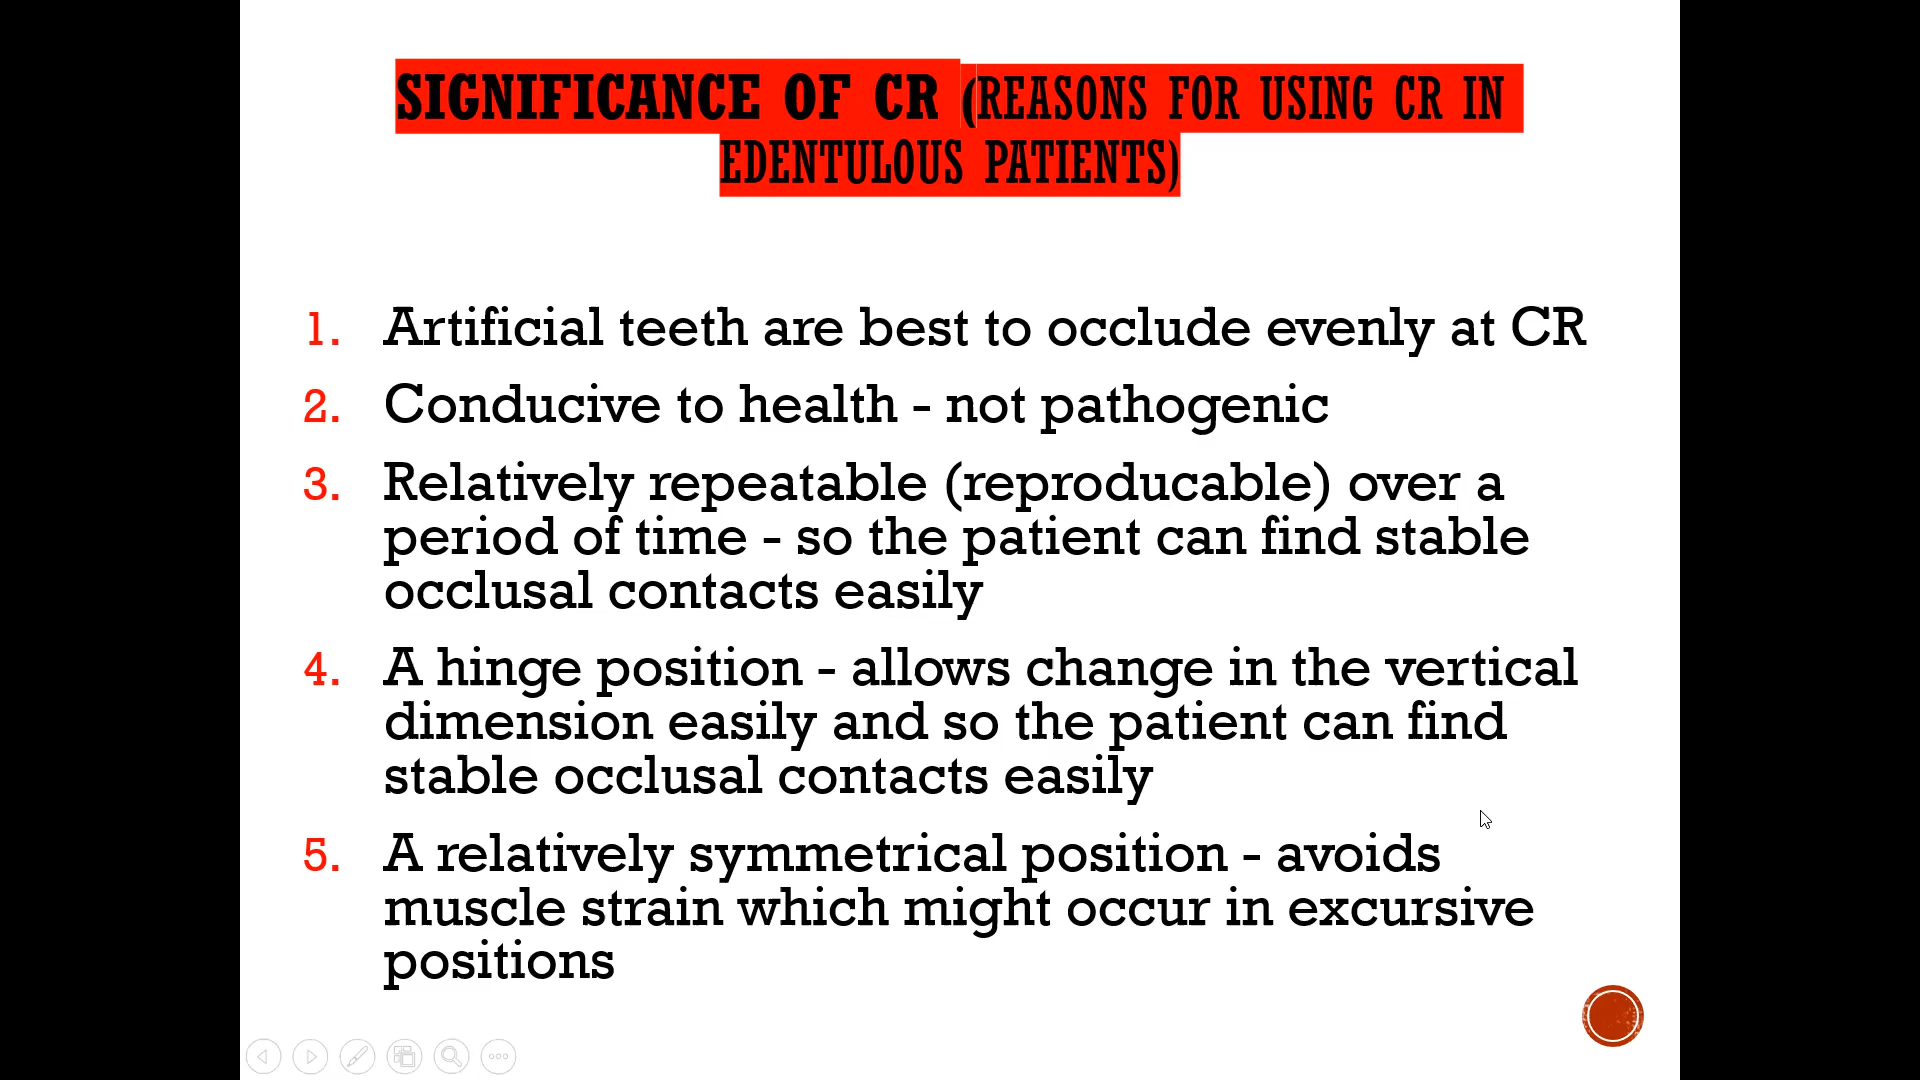 SIGNIFICANCE OF CR (REASONS FOR USING CR IN
EDENTULOUS PATIENTS)
1. Artificial teeth are best to occlude evenly at CR
2. Conducive to health - not pathogenic
3. Relatively repeatable (reproducable) over a
period of time - so the patient can find stable
occlusal contacts easily
4. A hinge position - allows change in the vertical
dimension easily and so the patient can find
stable occlusal contacts easily
5. A relatively symmetrical position - avoids
muscle strain which might occur in excursive
positions